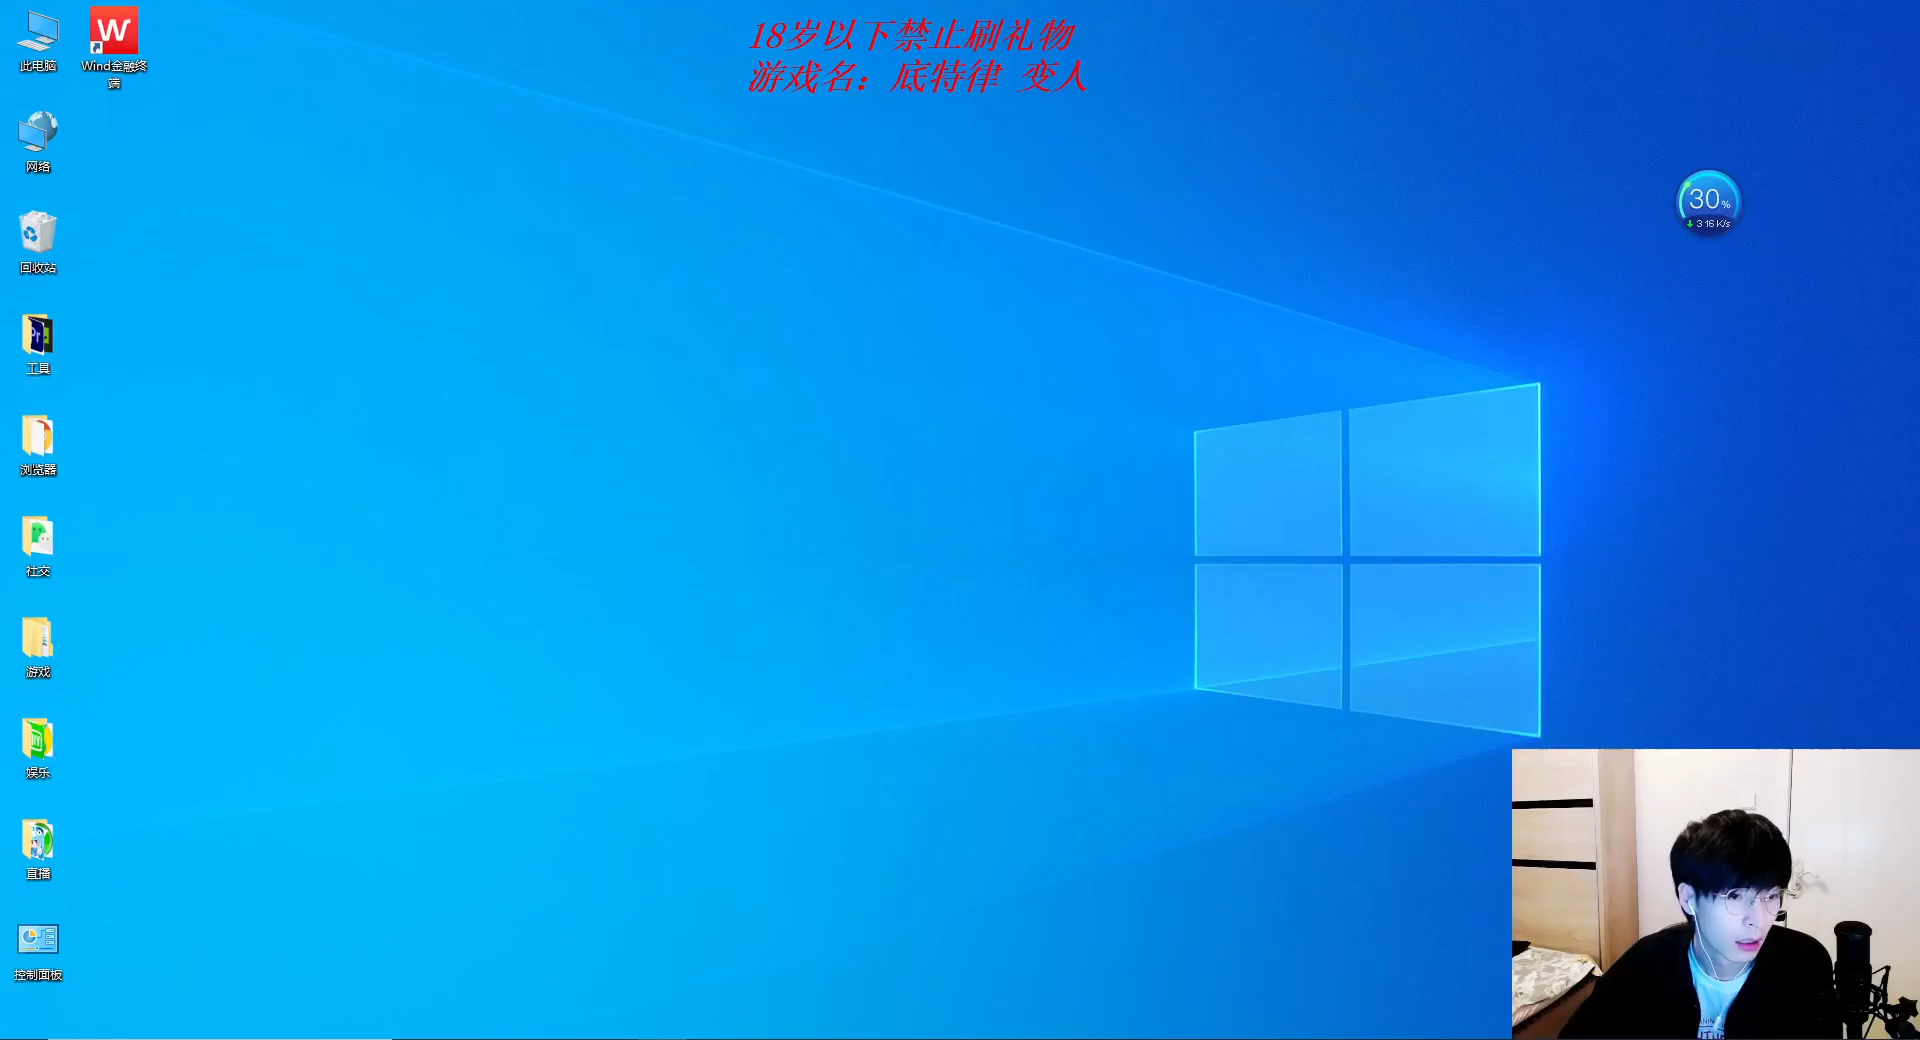 18岁以下禁止刷礼物
游戏名：底特律 变人
此电脑
W
Wind金融终
端
网络
回收站
工具
浏览器
社交
游戏
娱乐
直播
控制面板
30%
316 K/s